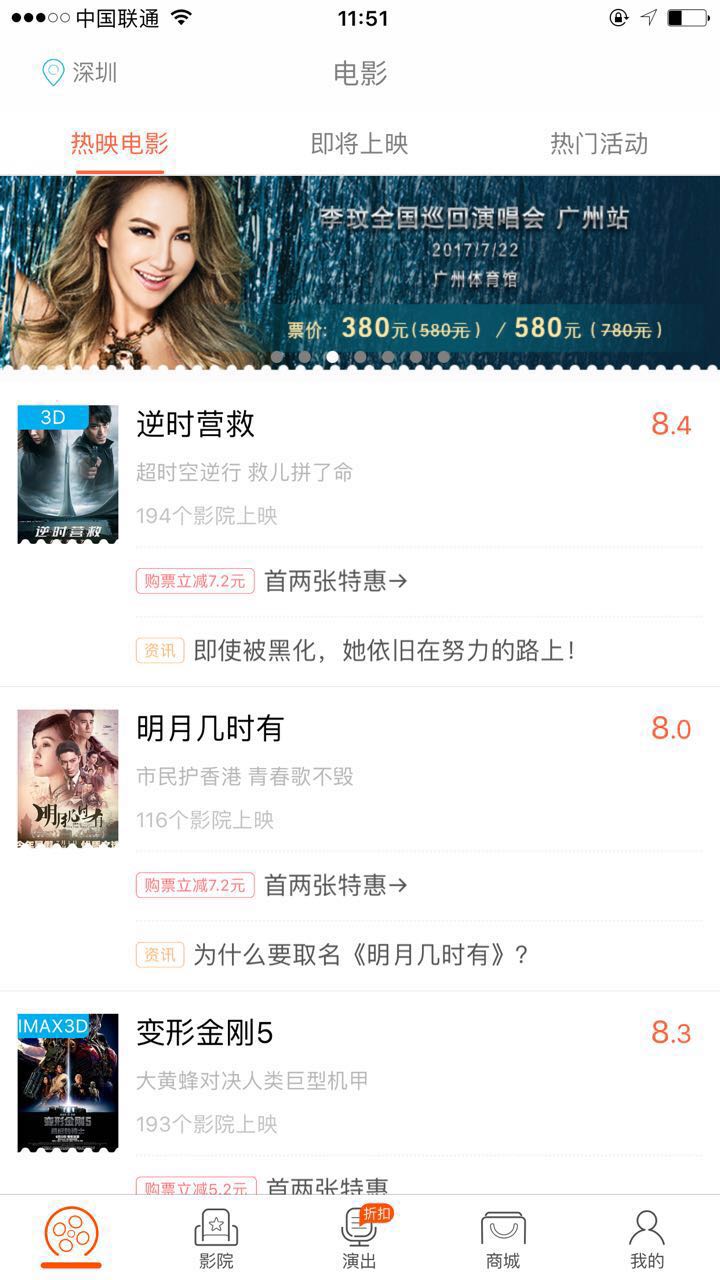 中国联通
11:51
深圳
电影
热映电影
即将上映
热门活动
李玟全国巡回演唱会 广州站
2017/7/22
广州体育馆
票价: 380元(580元) / 580元(780元)
3D
逆时营救
逆时营救
8.4
超时空逆行 救儿拼了命
194个影院上映
购票立减7.2元 首两张特惠→
资讯 即使被黑化，她依旧在努力的路上！
明月几时有
明月几时有
8.0
市民护香港 青春歌不毁
116个影院上映
购票立减7.2元 首两张特惠→
资讯 为什么要取名《明月几时有》?
IMAX3D
变形金刚5
变形金刚5
8.3
大黄蜂对决人类巨型机甲
193个影院上映
购票立减5.2元 首两张特惠
折扣
影院
演出
商城
我的